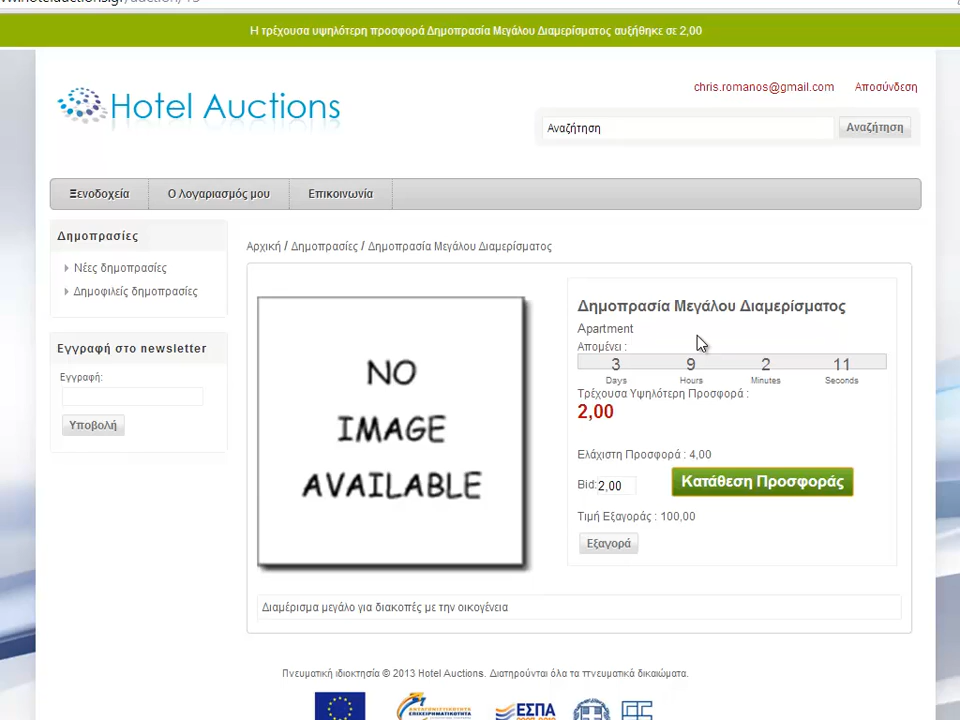 Η τρέχουσα υψηλότερη προσφορά Δημοπρασία Μεγάλου Διαμερίσματος αυξήθηκε σε 2,00
Hotel Auctions
chris.romanos@gmail.com Αποσύνδεση
Αναζήτηση Αναζήτηση
Ξενοδοχεία Ο λογαριασμός μου Επικοινωνία
Δημοπρασίες
Νέες δημοπρασίες
Δημοφιλείς δημοπρασίες
Εγγραφή στο newsletter
Εγγραφή:
Υποβολή
Αρχική / Δημοπρασίες / Δημοπρασία Μεγάλου Διαμερίσματος
NO
IMAGE
AVAILABLE
Δημοπρασία Μεγάλου Διαμερίσματος
Apartment
Απομένει :
3 9 2 11
Days Hours Minutes Seconds
Τρέχουσα Υψηλότερη Προσφορά :
2,00
Ελάχιστη Προσφορά : 4,00
Bid: 2,00 Κατάθεση Προσφοράς
Τιμή Εξαγοράς : 100,00
Εξαγορά
Διαμέρισμα μεγάλο για διακοπές με την οικογένεια
Πνευματική ιδιοκτησία © 2013 Hotel Auctions. Διατηρούνται όλα τα πνευματικά δικαιώματα.
ΕΣΠΑ